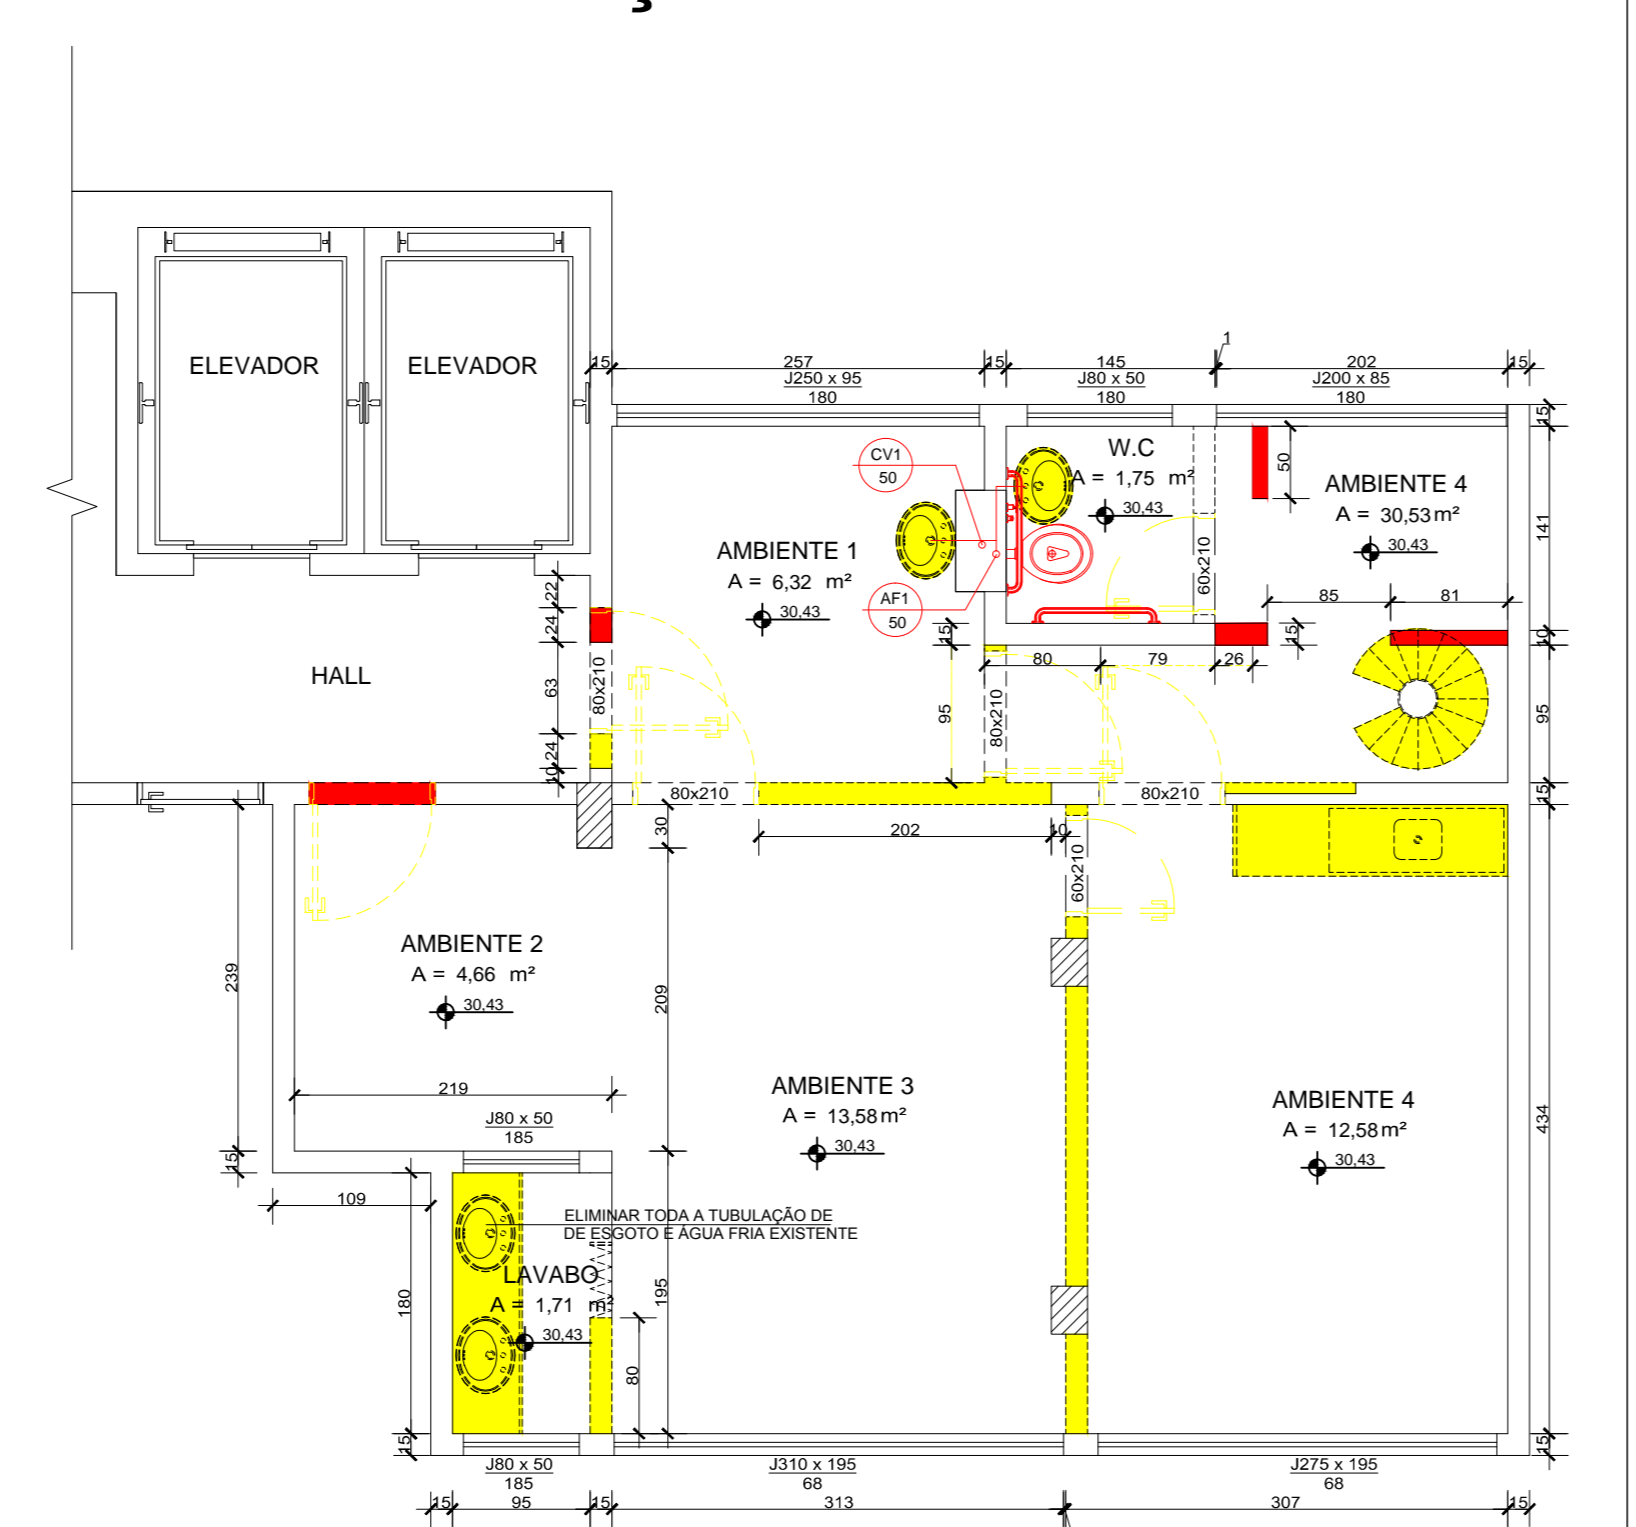 ELEVADOR
ELEVADOR
15
257
15
145
1
202
15
J250 x 95
180
J80 x 50
180
J200 x 85
180
15
CV1
50
W.C
A = 1,75 m²
30,43
50
AMBIENTE 4
A = 30,53 m²
30,43
141
AMBIENTE 1
A = 6,32 m²
30,43
60x210
AF1
50
22
24
85
81
15
15
10
HALL
80
79
26
63
80x210
95
80x210
95
24
10
80x210
80x210
15
30
202
10
60x210
AMBIENTE 2
A = 4,66 m²
30,43
239
209
219
AMBIENTE 3
A = 13,58 m²
30,43
AMBIENTE 4
A = 12,58 m²
30,43
434
J80 x 50
185
15
109
ELIMINAR TODA A TUBULAÇÃO DE
DE ESGOTO E ÁGUA FRIA EXISTENTE
LAVABO
A = 1,71 m²
30,43
180
195
80
15
15
J80 x 50
185
J310 x 195
68
J275 x 195
68
15
95
15
313
307
15